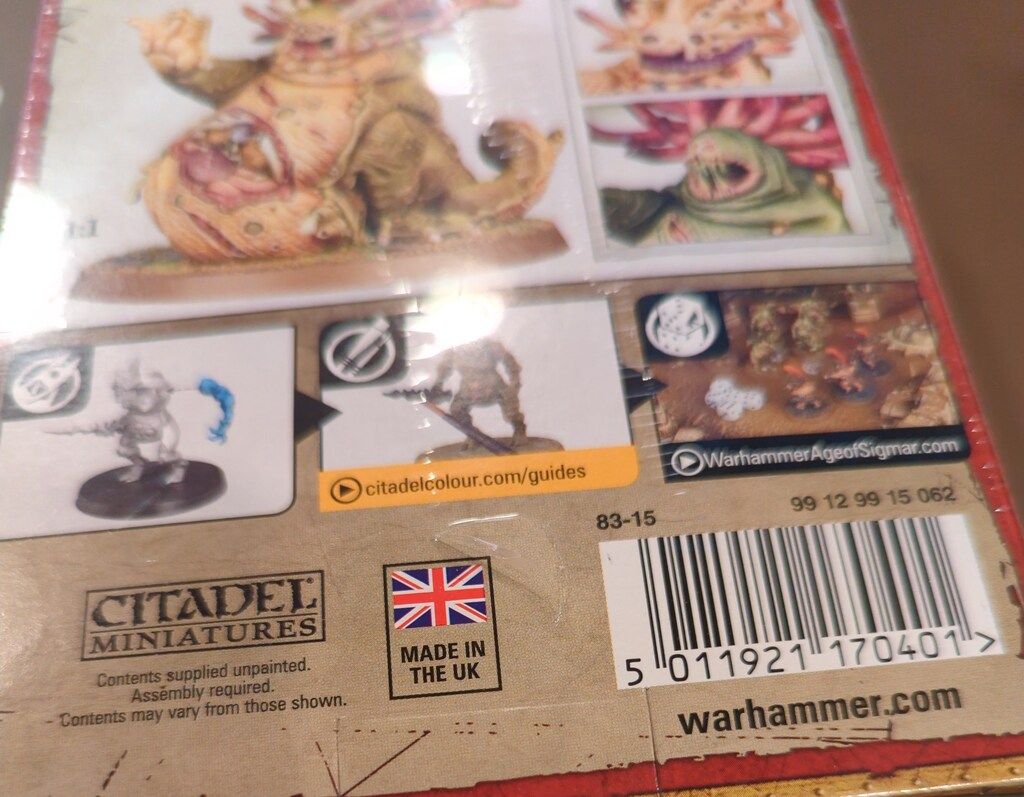 citadelcolour.com/guides
WarhammerAgeofSigmar.com
83-15
99 12 99 15 062
CITADEL®
MINIATURES
Contents supplied unpainted.
Assembly required.
Contents may vary from those shown.
MADE IN
THE UK
5 011921 170401 >
warhammer.com